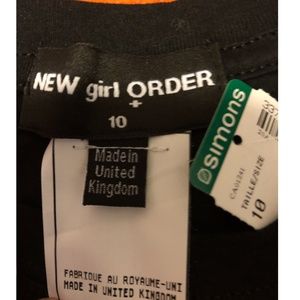 NEW girl ORDER
+
10
Made in
United
Kingdom
FABRIQUE AU ROYAUME-UNI
MADE IN UNITED KINGDOM
simons
TAILLE/SIZE
10